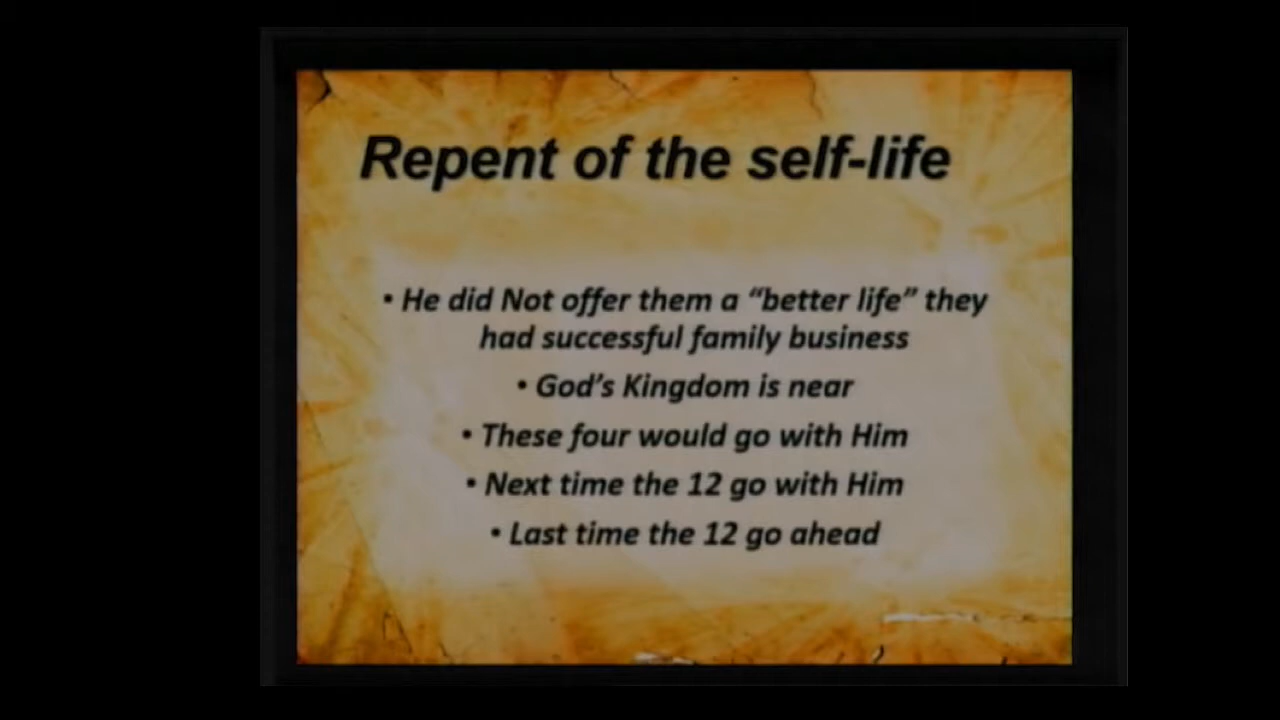 Repent of the self-life
• He did Not offer them a “better life” they
had successful family business
• God’s Kingdom is near
• These four would go with Him
• Next time the 12 go with Him
• Last time the 12 go ahead